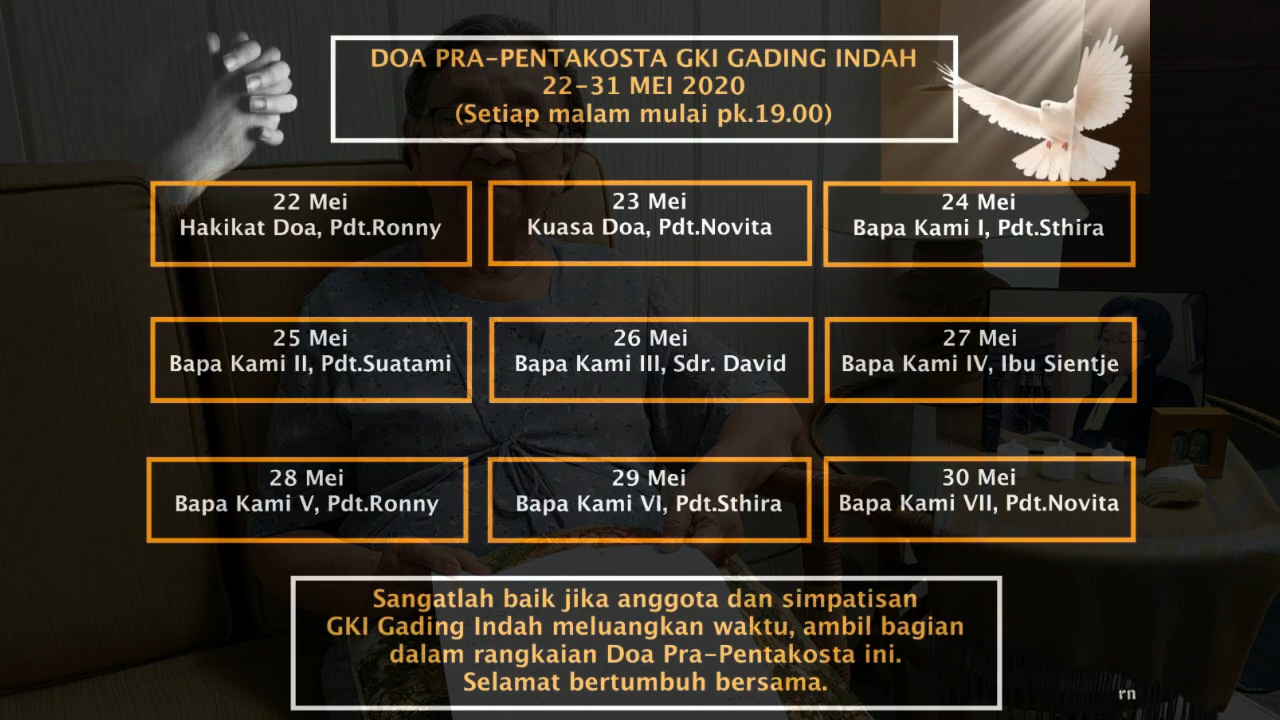 DOA PRA-PENTAKOSTA GKI GADING INDAH
22-31 MEI 2020
(Setiap malam mulai pk.19.00)
22 Mei
Hakikat Doa, Pdt.Ronny
23 Mei
Kuasa Doa, Pdt.Novita
24 Mei
Bapa Kami I, Pdt.Sthira
25 Mei
Bapa Kami II, Pdt.Suatami
26 Mei
Bapa Kami III, Sdr. David
27 Mei
Bapa Kami IV, Ibu Sientje
28 Mei
Bapa Kami V, Pdt.Ronny
29 Mei
Bapa Kami VI, Pdt.Sthira
30 Mei
Bapa Kami VII, Pdt.Novita
Sangatlah baik jika anggota dan simpatisan
GKI Gading Indah meluangkan waktu, ambil bagian
dalam rangkaian Doa Pra-Pentakosta ini.
Selamat bertumbuh bersama.
rn